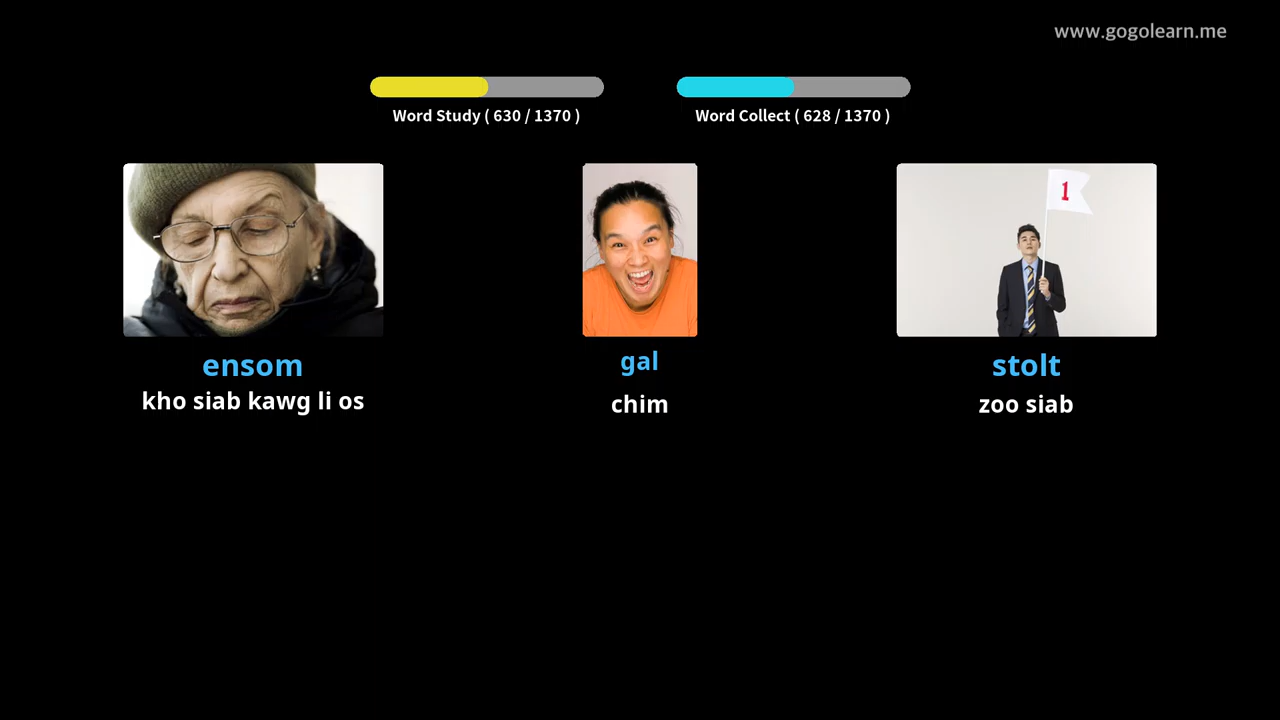 www.gogolearn.me
Word Study ( 630 / 1370 )
Word Collect ( 628 / 1370 )
1
ensom
gal
stolt
kho siab kawg li os
chim
zoo siab